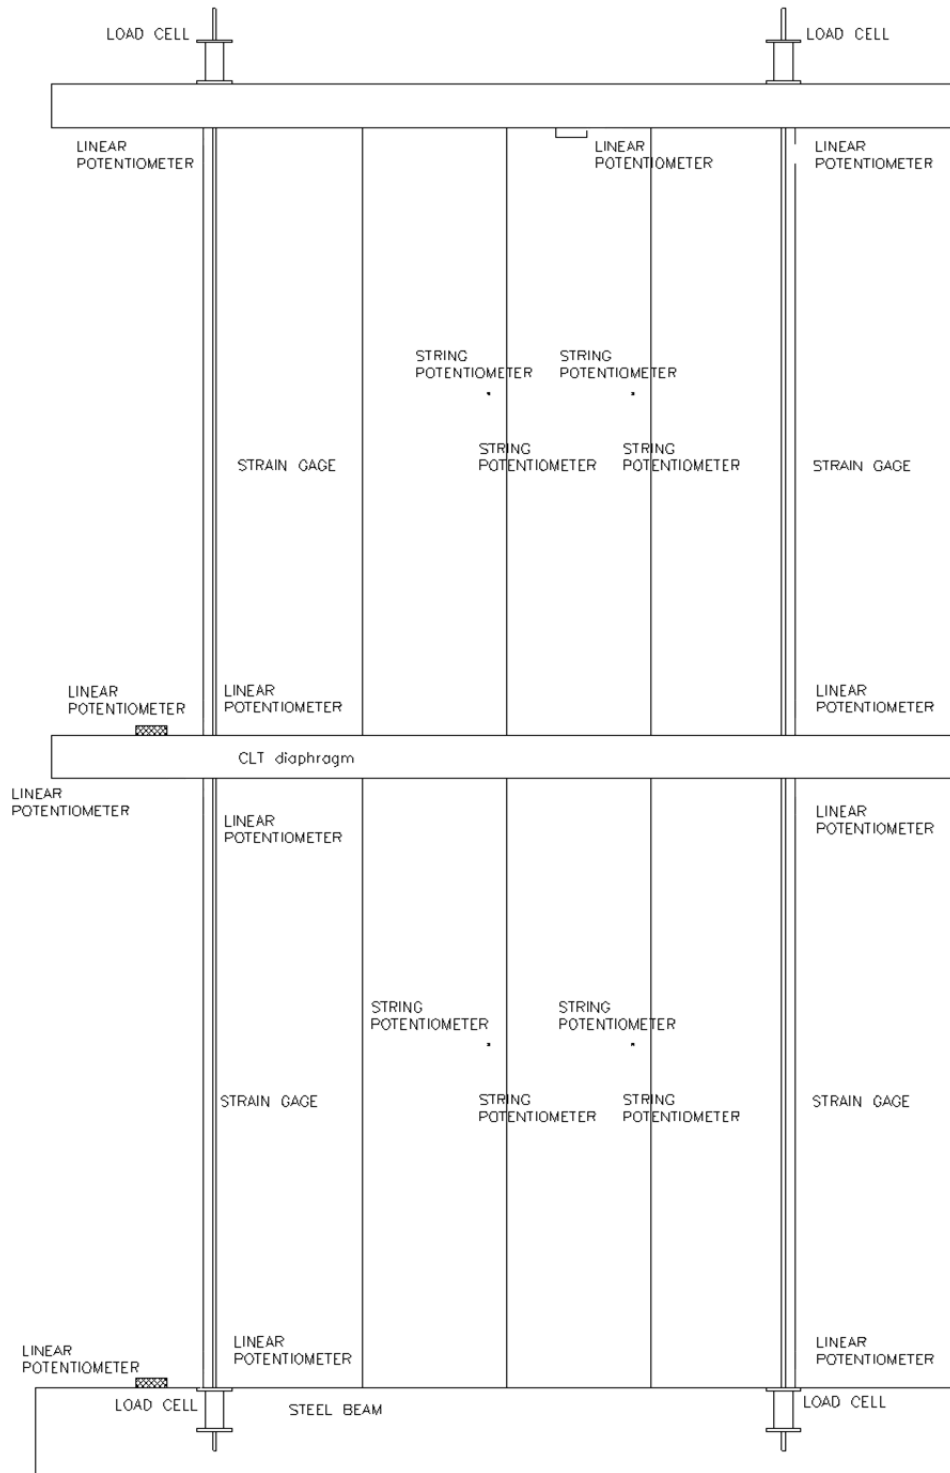 LOAD CELL
LOAD CELL
LINEAR
POTENTIOMETER
LINEAR
POTENTIOMETER
LINEAR
POTENTIOMETER
STRING
POTENTIOMETER
STRING
POTENTIOMETER
STRING
POTENTIOMETER
STRING
POTENTIOMETER
STRAIN GAGE
STRAIN GAGE
LINEAR
POTENTIOMETER
LINEAR
POTENTIOMETER
LINEAR
POTENTIOMETER
CLT diaphragm
LINEAR
POTENTIOMETER
LINEAR
POTENTIOMETER
LINEAR
POTENTIOMETER
STRING
POTENTIOMETER
STRING
POTENTIOMETER
STRAIN GAGE
STRING
POTENTIOMETER
STRING
POTENTIOMETER
STRAIN GAGE
LINEAR
POTENTIOMETER
LINEAR
POTENTIOMETER
LINEAR
POTENTIOMETER
LOAD CELL
STEEL BEAM
LOAD CELL